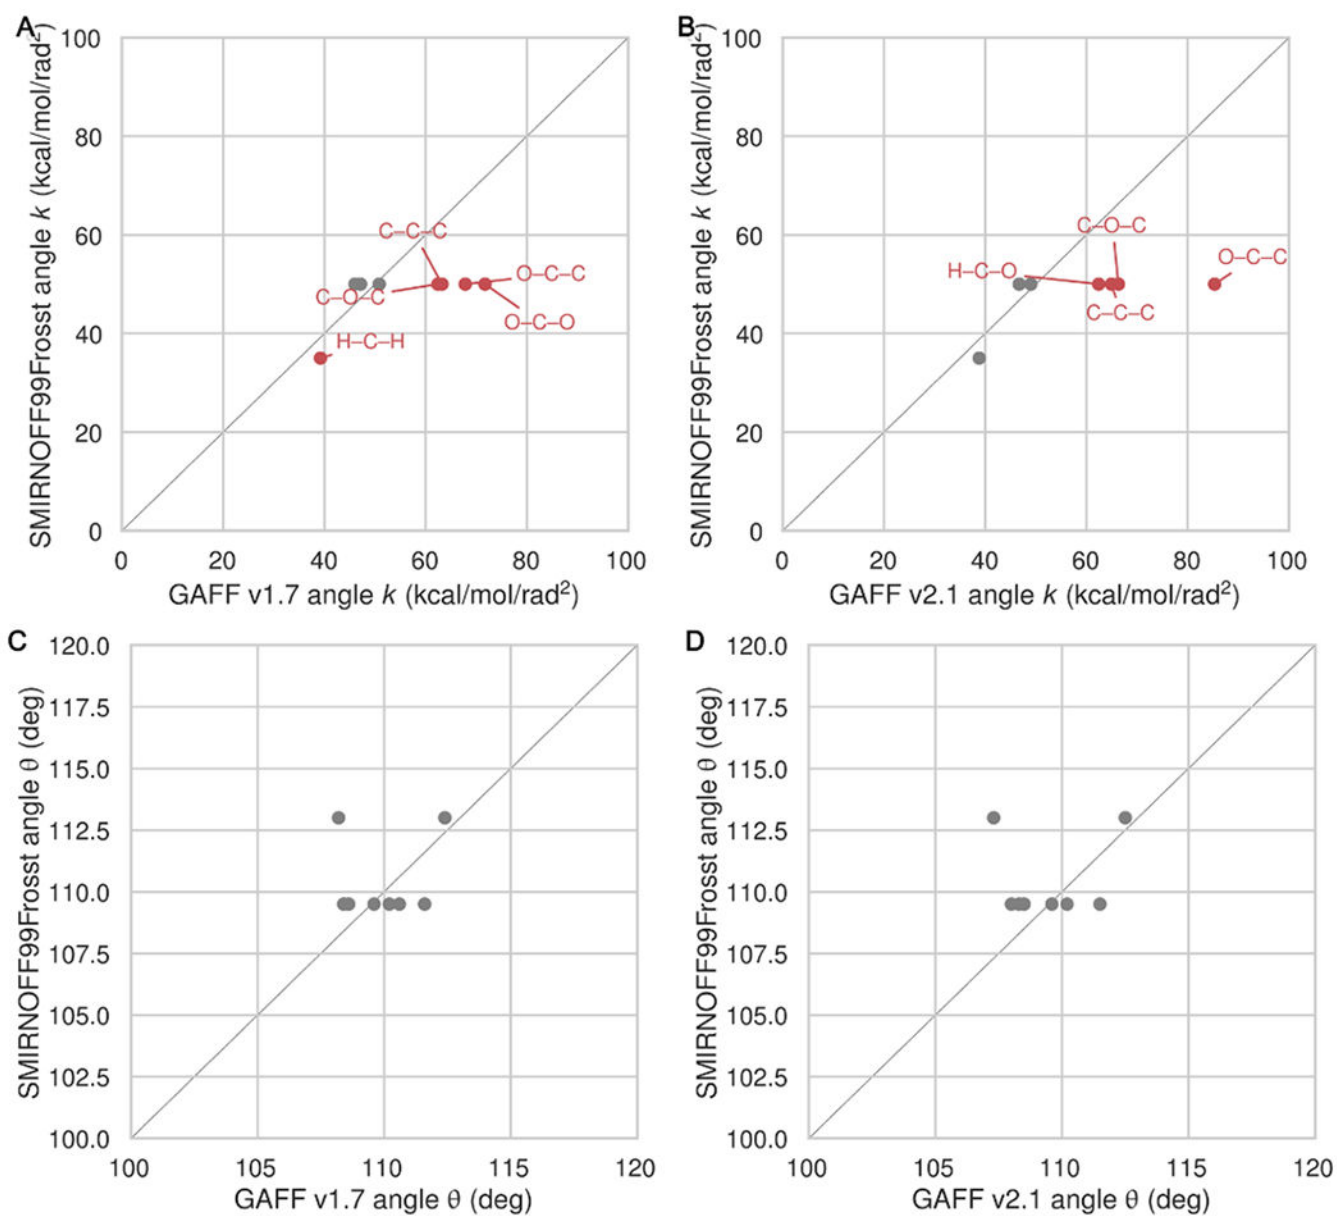 A
SMIRNOFF99Frosst angle k (kcal/mol/rad²)
100
80
60
40
20
0
C–C–C
O–C–C
C–O–C
O–C–O
H–C–H
0 20 40 60 80 100
GAFF v1.7 angle k (kcal/mol/rad²)
B
SMIRNOFF99Frosst angle k (kcal/mol/rad²)
100
80
60
40
20
0
C–O–C
O–C–C
H–C–O
C–C–C
0 20 40 60 80 100
GAFF v2.1 angle k (kcal/mol/rad²)
C
SMIRNOFF99Frosst angle θ (deg)
120.0
117.5
115.0
112.5
110.0
107.5
105.0
102.5
100.0
100 105 110 115 120
GAFF v1.7 angle θ (deg)
D
SMIRNOFF99Frosst angle θ (deg)
120.0
117.5
115.0
112.5
110.0
107.5
105.0
102.5
100.0
100 105 110 115 120
GAFF v2.1 angle θ (deg)